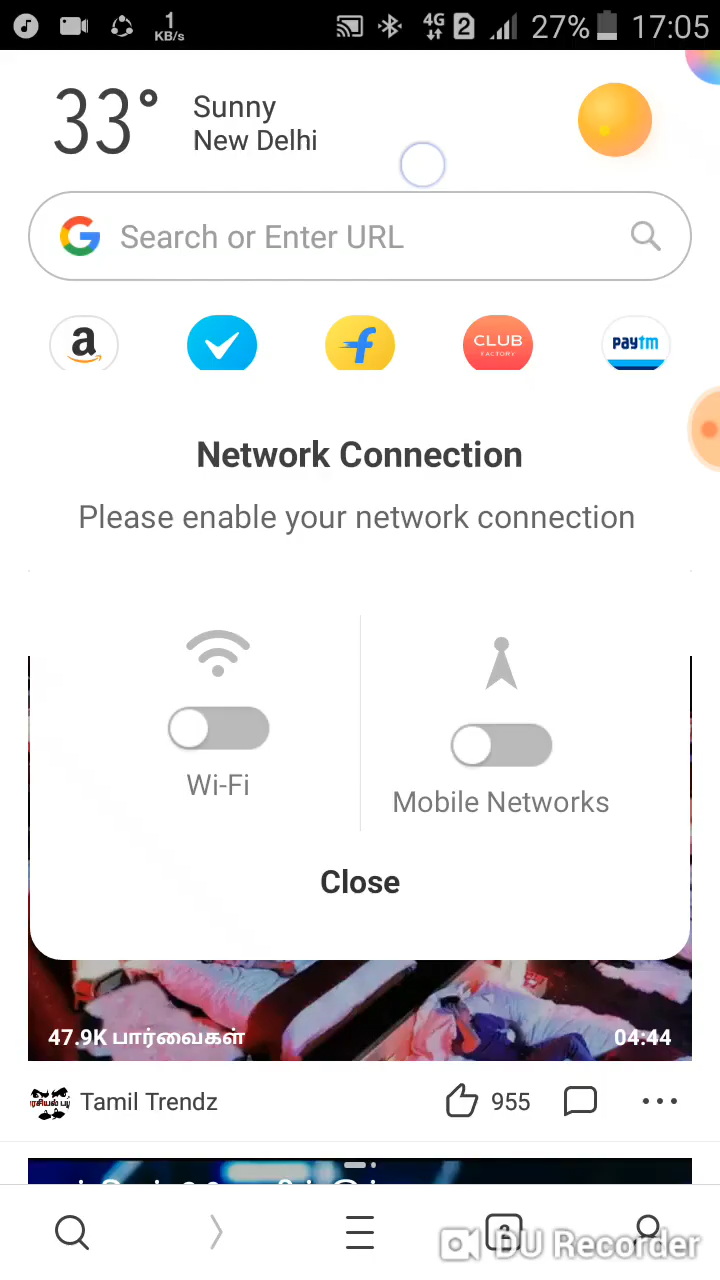 1
KB/s
4G
2
27%
17:05
33°
Sunny
New Delhi
Search or Enter URL
a
f
CLUB
FACTORY
paytm
Network Connection
Please enable your network connection
Wi-Fi
Mobile Networks
Close
47.9K பார்வைகள்
04:44
Tamil Trendz
955
2
DU Recorder